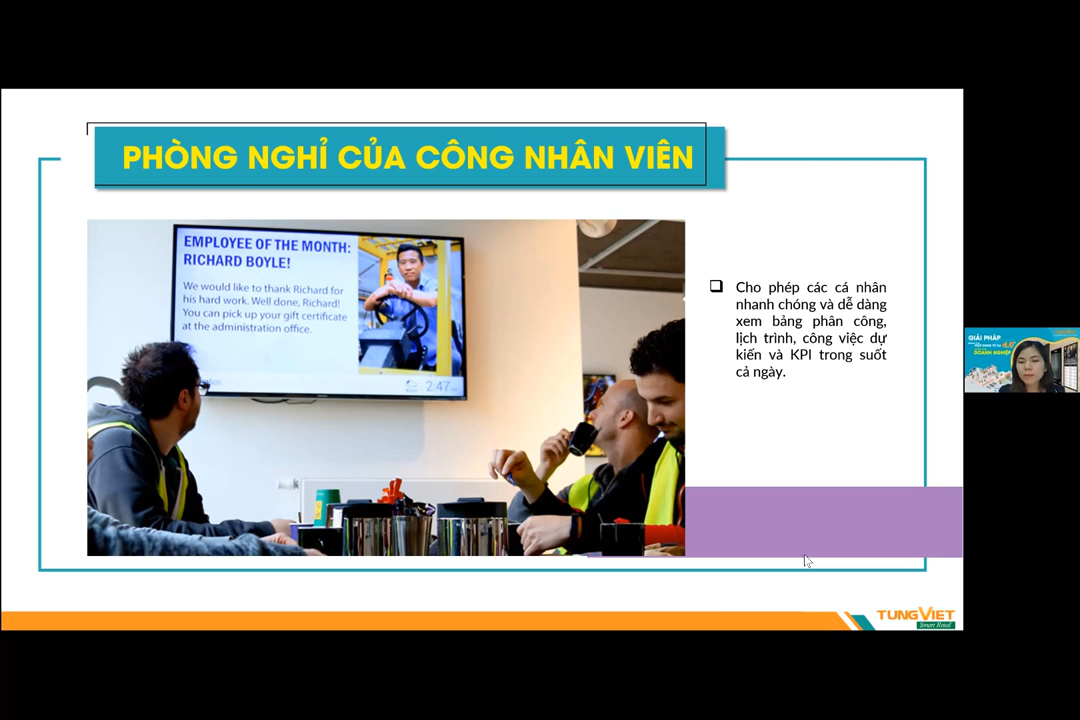 PHÒNG NGHỈ CỦA CÔNG NHÂN VIÊN
EMPLOYEE OF THE MONTH:
RICHARD BOYLE!
We would like to thank Richard for
his hard work. Well done, Richard!
You can pick up your gift certificate
at the administration office.
2:47
Cho phép các cá nhân
nhanh chóng và dễ dàng
xem bảng phân công,
lịch trình, công việc dự
kiến và KPI trong suốt
cả ngày.
GIẢI PHÁP
DOANH NGHIỆP
TUNGVIET
Smart Retail